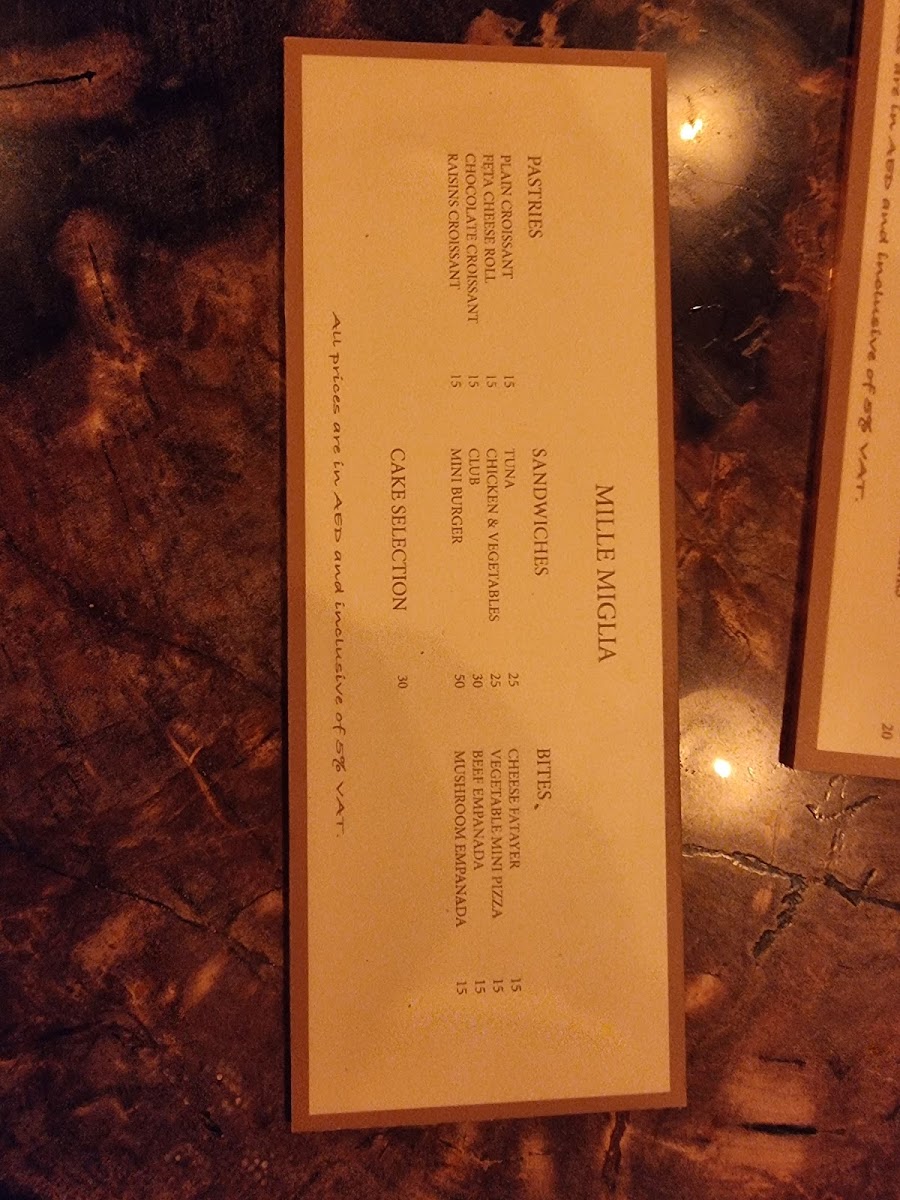 MILLE MIGLIA
PASTRIES
PLAIN CROISSANT 15
FETA CHEESE ROLL 15
CHOCOLATE CROISSANT 15
RAISINS CROISSANT 15
SANDWICHES
TUNA 25
CHICKEN & VEGETABLES 25
CLUB 30
MINI BURGER 50
BITES
CHEESE FATAYER 15
VEGETABLE MINI PIZZA 15
BEEF EMPANADA 15
MUSHROOM EMPANADA 15
CAKE SELECTION 30
All prices are in AED and inclusive of 5% VAT.
20
are in AED and inclusive of 5% VAT.